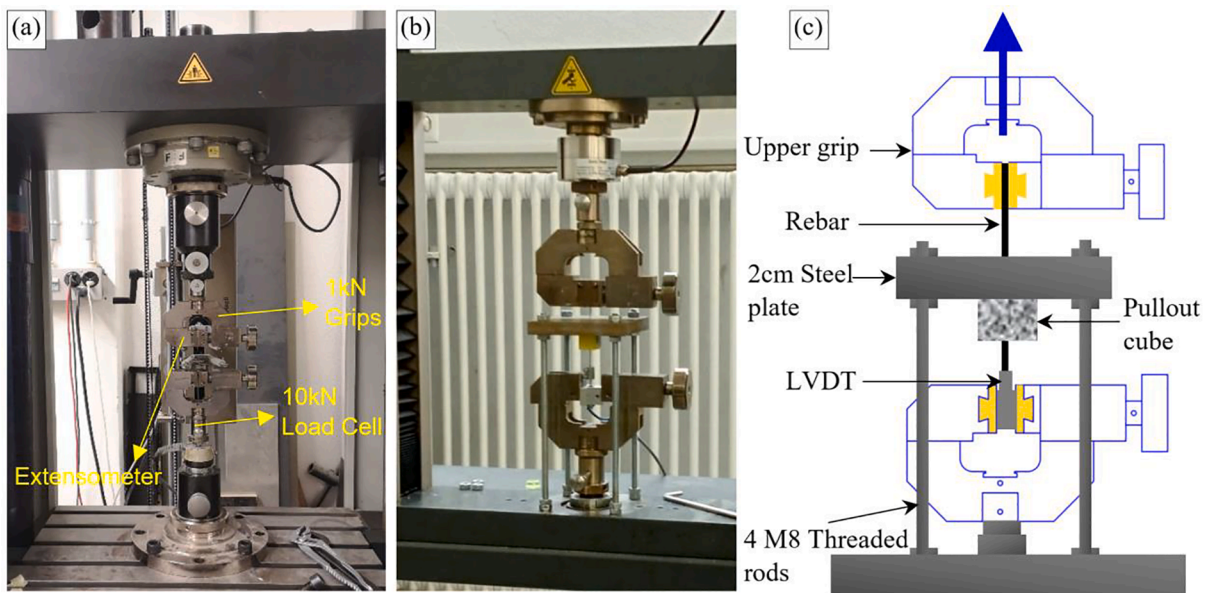 (a)
1kN
Grips
10kN
Load Cell
Extensometer
(b)
(c)
Upper grip
Rebar
2cm Steel
plate
Pullout
cube
LVDT
4 M8 Threaded
rods